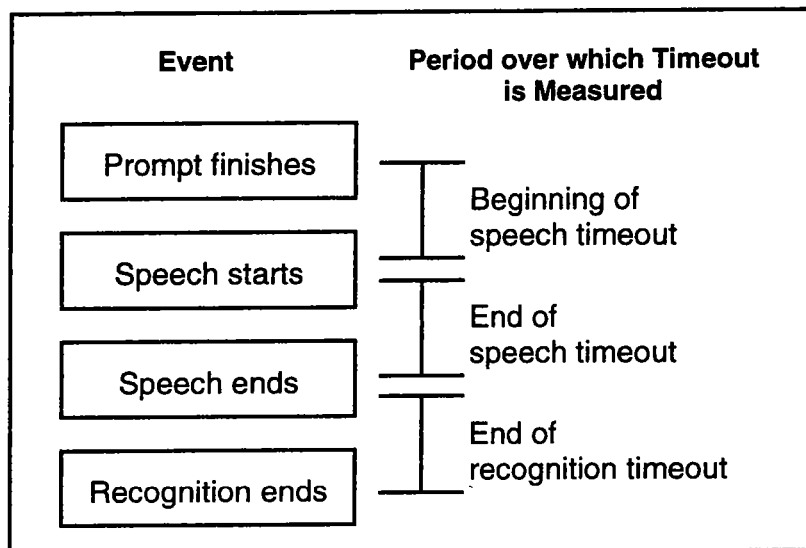 Event
Period over which Timeout
is Measured
Prompt finishes
Beginning of
speech timeout
Speech starts
End of
speech timeout
Speech ends
End of
recognition timeout
Recognition ends